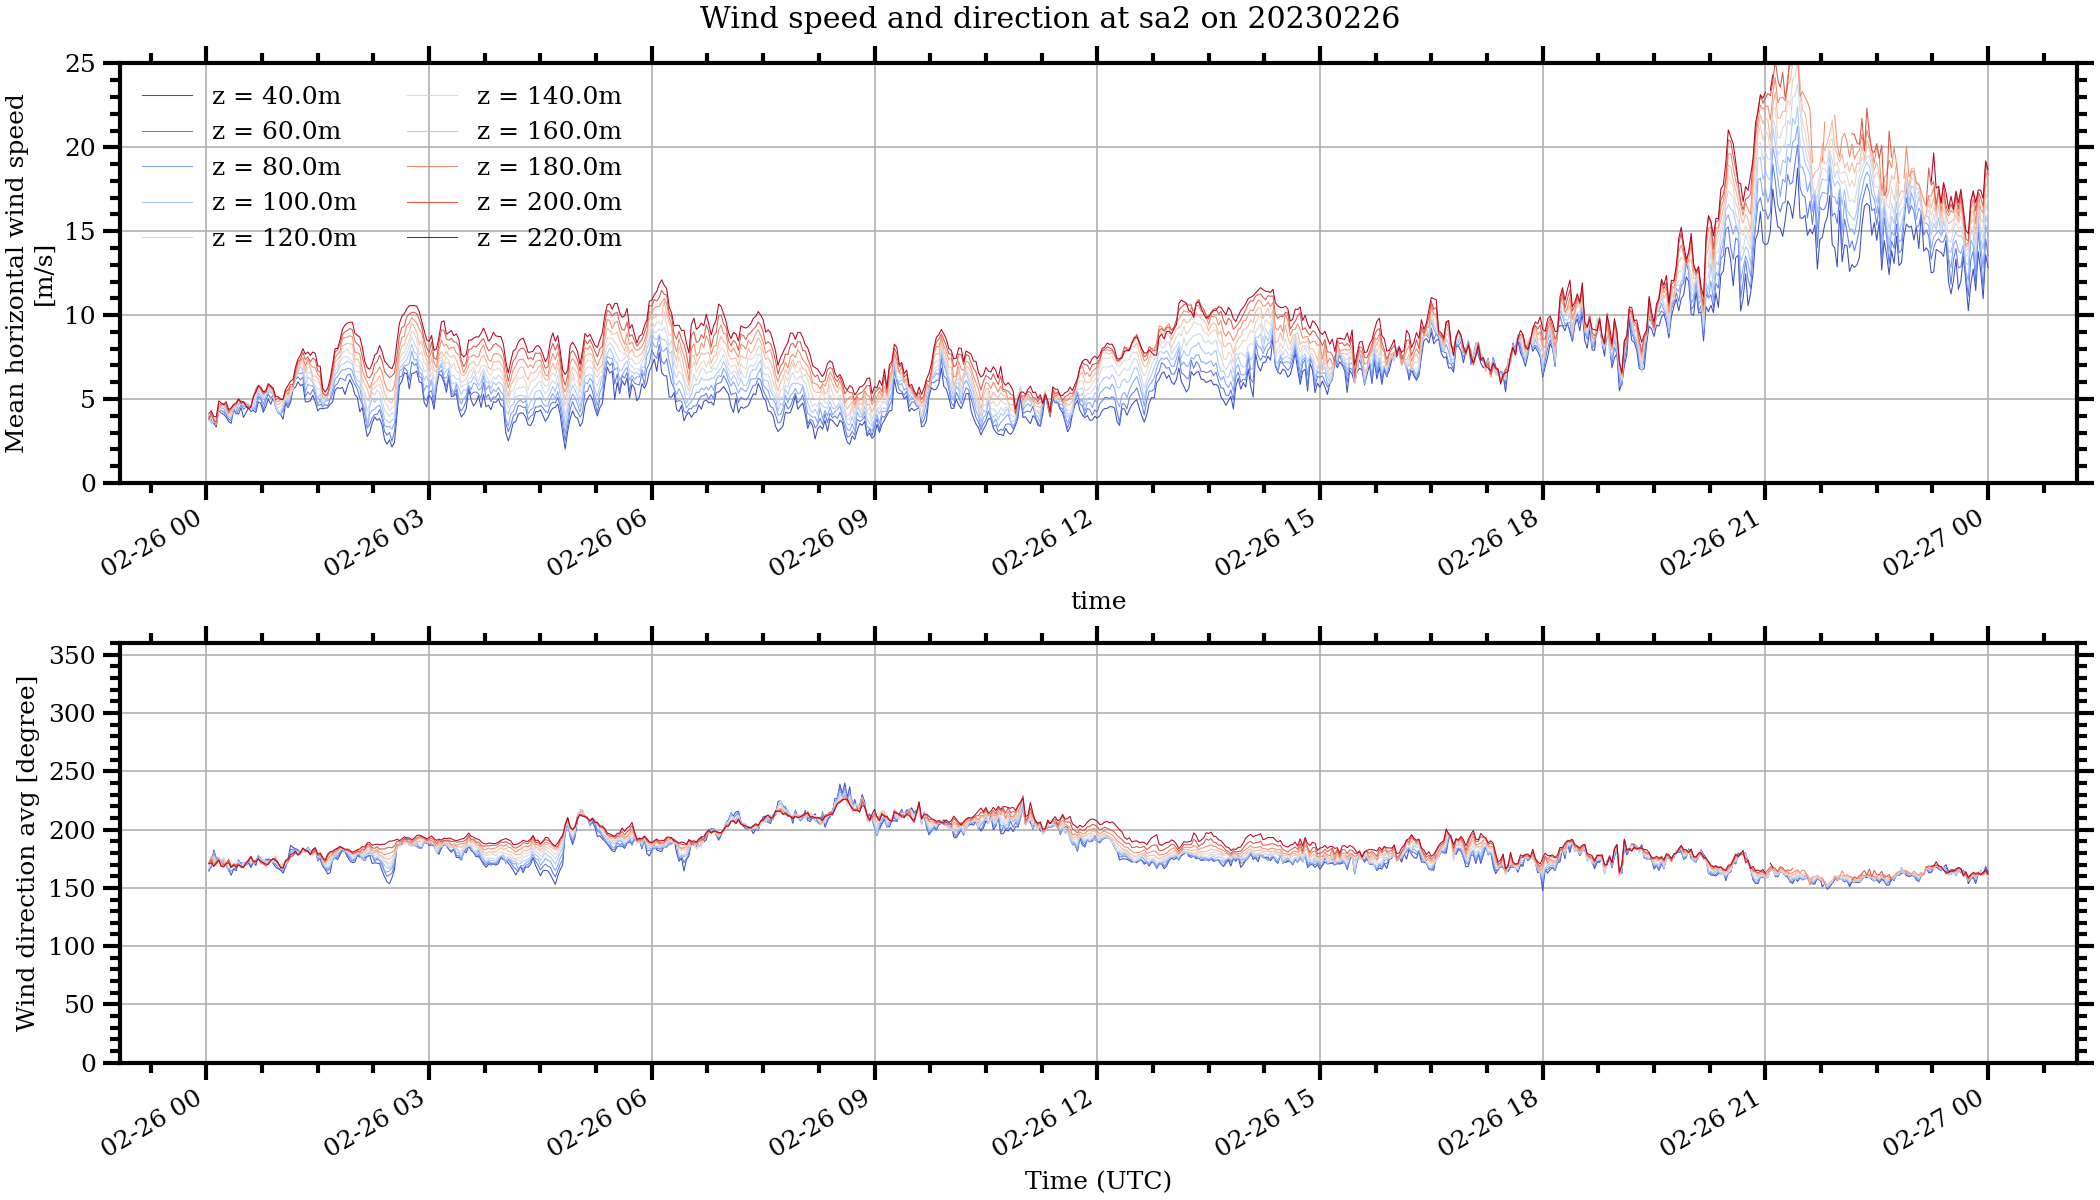 Wind speed and direction at sa2 on 20230226
Mean horizontal wind speed
[m/s]
25
20
15
10
5
0
z = 40.0m
z = 60.0m
z = 80.0m
z = 100.0m
z = 120.0m
z = 140.0m
z = 160.0m
z = 180.0m
z = 200.0m
z = 220.0m
02-26 00
02-26 03
02-26 06
02-26 09
02-26 12
02-26 15
02-26 18
02-26 21
02-27 00
time
Wind direction avg [degree]
350
300
250
200
150
100
50
0
02-26 00
02-26 03
02-26 06
02-26 09
02-26 12
02-26 15
02-26 18
02-26 21
02-27 00
Time (UTC)